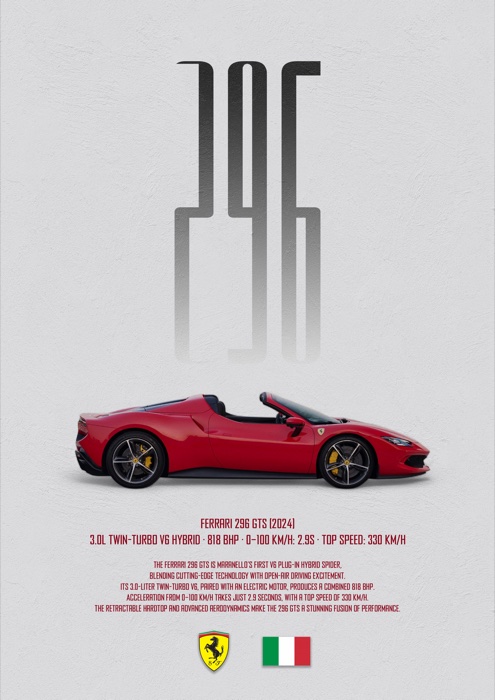 296
FERRARI 296 GTS (2024)
3.0L TWIN-TURBO V6 HYBRID · 818 BHP · 0-100 KM/H: 2.9S · TOP SPEED: 330 KM/H
THE FERRARI 296 GTS IS MARANELLO'S FIRST V6 PLUG-IN HYBRID SPIDER,
BLENDING CUTTING-EDGE TECHNOLOGY WITH OPEN-AIR DRIVING EXCITEMENT.
ITS 3.0-LITER TWIN-TURBO V6, PAIRED WITH AN ELECTRIC MOTOR, PRODUCES A COMBINED 818 BHP.
ACCELERATION FROM 0-100 KM/H TAKES JUST 2.9 SECONDS, WITH A TOP SPEED OF 330 KM/H.
THE RETRACTABLE HARDTOP AND ADVANCED AERODYNAMICS MAKE THE 296 GTS A STUNNING FUSION OF PERFORMANCE.
S F